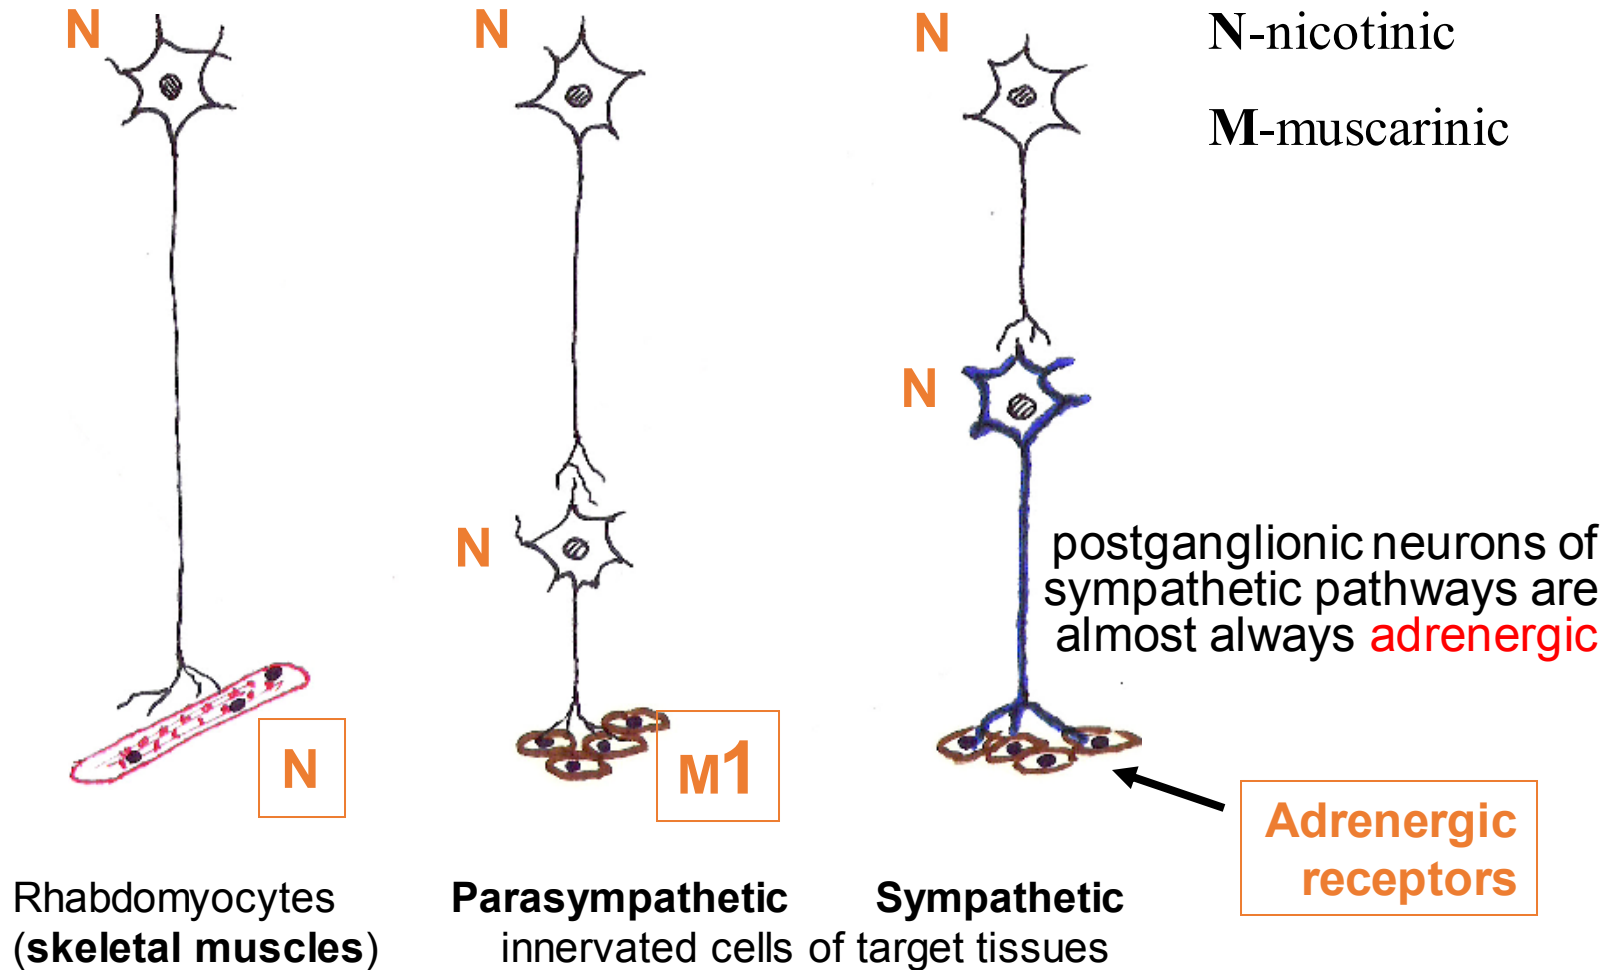 N
N
N
N-nicotinic
M-muscarinic
N
N
postganglionic neurons of
sympathetic pathways are
almost always adrenergic
N
M1
Adrenergic
receptors
Rhabdomyocytes
(skeletal muscles)
Parasympathetic Sympathetic
innervated cells of target tissues